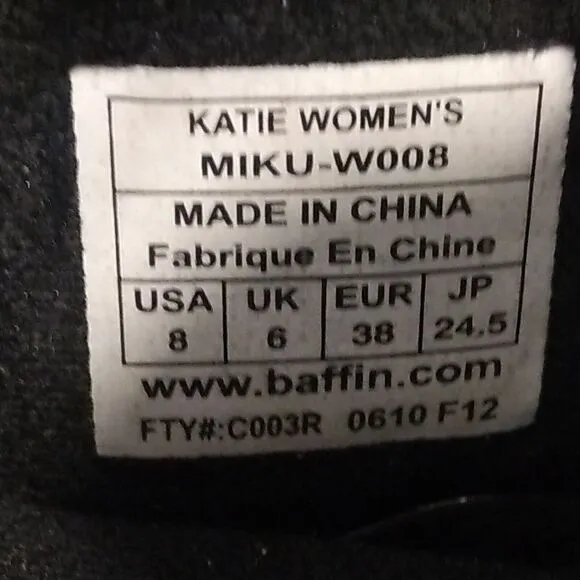 KATIE WOMEN'S
MIKU-W008
MADE IN CHINA
Fabrique En Chine
USA UK EUR JP
8 6 38 24.5
www.baffin.com
FTY#:C003R 0610 F12